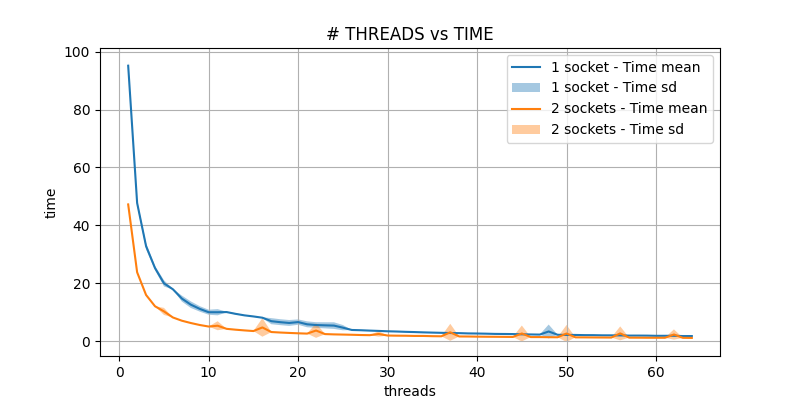 # THREADS vs TIME
100
80
60
40
20
0
time
1 socket - Time mean
1 socket - Time sd
2 sockets - Time mean
2 sockets - Time sd
0 10 20 30 40 50 60
threads